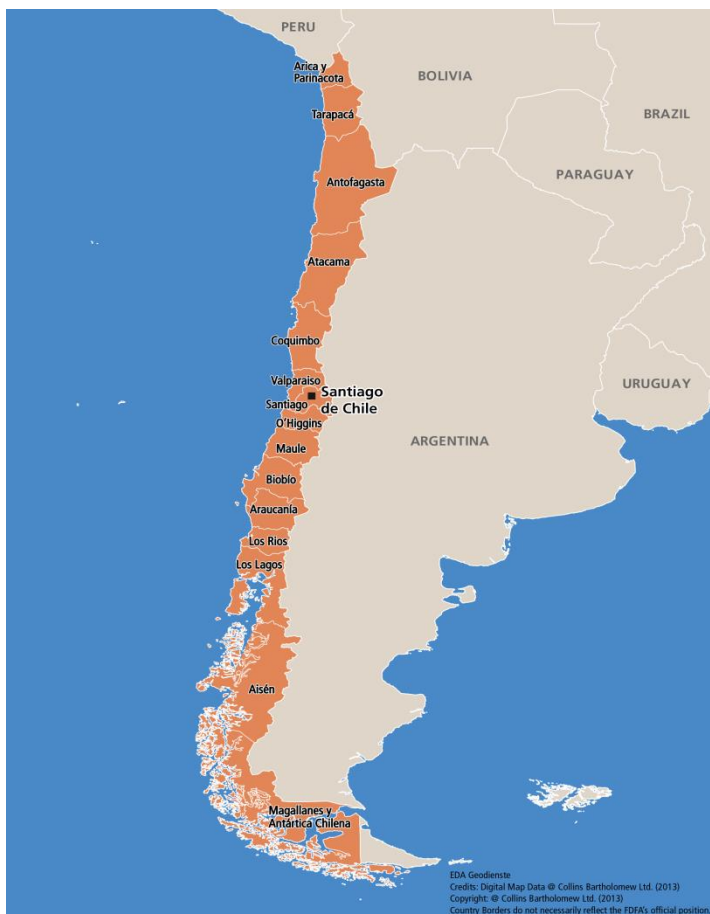 PERU
Arica y
Parinacota
BOLIVIA
Tarapacá
BRAZIL
PARAGUAY
Antofagasta
Atacama
Coquimbo
Valparaiso
URUGUAY
Santiago
de Chile
Santiago
O'Higgins
ARGENTINA
Maule
Biobío
Araucanía
Los Rios
Los Lagos
Aisén
Magallanes y
Antártica Chilena
EDA Geodienste
Credits: Digital Map Data @ Collins Bartholomew Ltd. (2013)
Copyright: @ Collins Bartholomew Ltd. (2013)
Country Borders do not necessarily reflect the FDFA's official position.